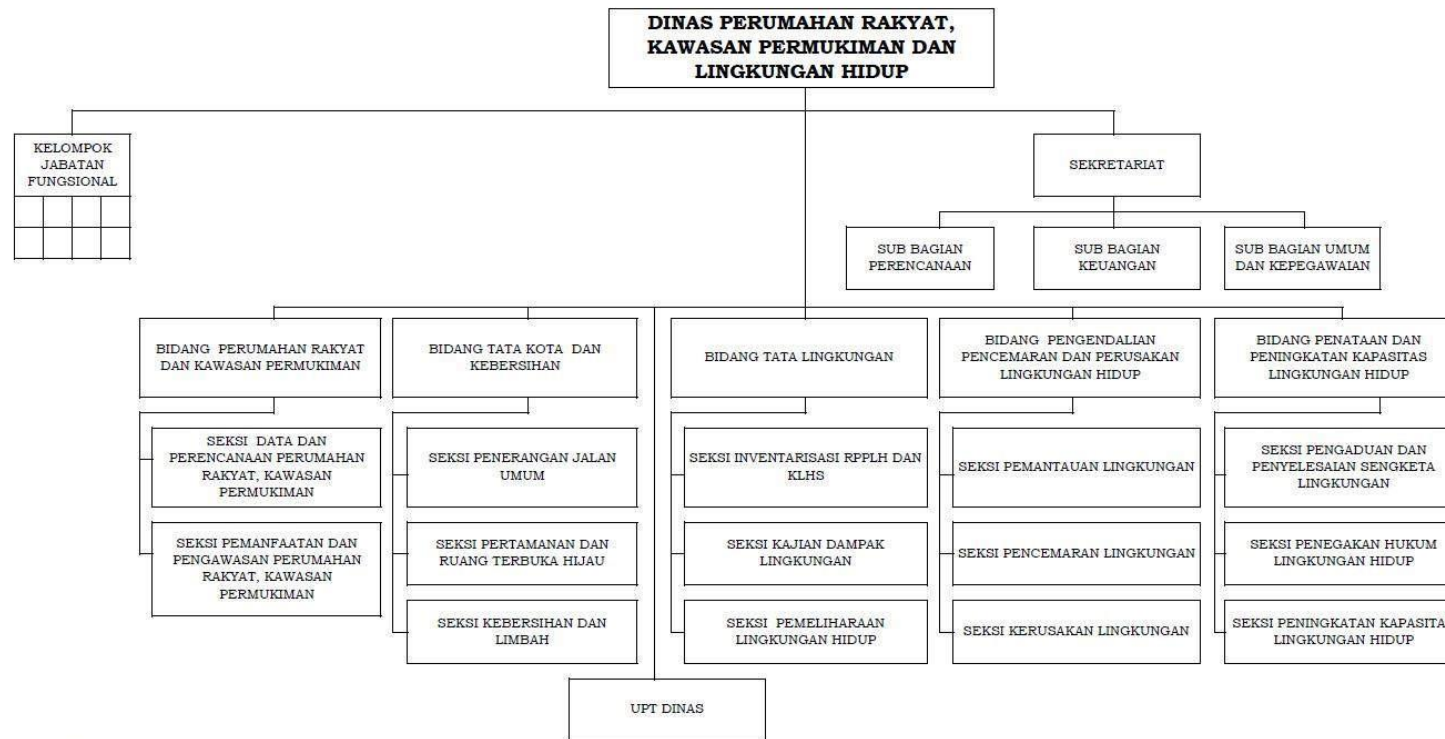 DINAS PERUMAHAN RAKYAT,
KAWASAN PERMUKIMAN DAN
LINGKUNGAN HIDUP
KELOMPOK
JABATAN
FUNGSIONAL
SEKRETARIAT
SUB BAGIAN
PERENCANAAN
SUB BAGIAN
KEUANGAN
SUB BAGIAN UMUM
DAN KEPEGAWAIAN
BIDANG PERUMAHAN RAKYAT
DAN KAWASAN PERMUKIMAN
BIDANG TATA KOTA DAN
KEBERSIHAN
BIDANG TATA LINGKUNGAN
BIDANG PENGENDALIAN
PENCEMARAN DAN PERUSAKAN
LINGKUNGAN HIDUP
BIDANG PENATAAN DAN
PENINGKATAN KAPASITAS
LINGKUNGAN HIDUP
SEKSI DATA DAN
PERENCANAAN PERUMAHAN
RAKYAT, KAWASAN
PERMUKIMAN
SEKSI PENERANGAN JALAN
UMUM
SEKSI INVENTARISASI RPPLH DAN
KLHS
SEKSI PEMANTAUAN LINGKUNGAN
SEKSI PENGADUAN DAN
PENYELESAIAN SENGKETA
LINGKUNGAN
SEKSI PEMANFAATAN DAN
PENGAWASAN PERUMAHAN
RAKYAT, KAWASAN
PERMUKIMAN
SEKSI PERTAMANAN DAN
RUANG TERBUKA HIJAU
SEKSI KAJIAN DAMPAK
LINGKUNGAN
SEKSI PENCEMARAN LINGKUNGAN
SEKSI PENEGAKAN HUKUM
LINGKUNGAN HIDUP
SEKSI KEBERSIHAN DAN
LIMBAH
SEKSI PEMELIHARAAN
LINGKUNGAN HIDUP
SEKSI KERUSAKAN LINGKUNGAN
SEKSI PENINGKATAN KAPASITA
LINGKUNGAN HIDUP
UPT DINAS